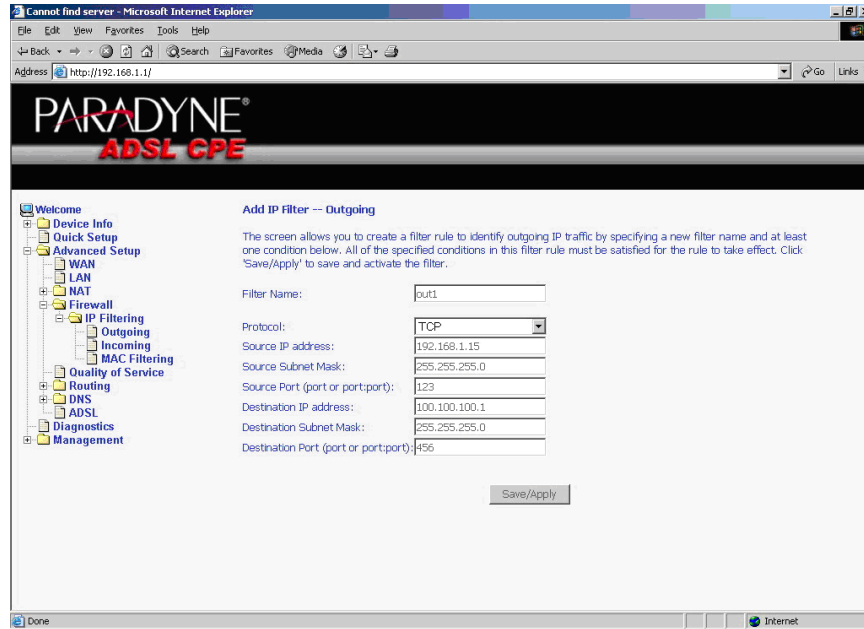 Cannot find server - Microsoft Internet Explorer
File Edit View Favorites Tools Help
Back Search Favorites Media
Address http://192.168.1.1/ Go Links
PARADYNE®
ADSL CPE
Welcome
Device Info
Quick Setup
Advanced Setup
WAN
LAN
NAT
Firewall
IP Filtering
Outgoing
Incoming
MAC Filtering
Quality of Service
Routing
DNS
ADSL
Diagnostics
Management
Add IP Filter -- Outgoing
The screen allows you to create a filter rule to identify outgoing IP traffic by specifying a new filter name and at least
one condition below. All of the specified conditions in this filter rule must be satisfied for the rule to take effect. Click
'Save/Apply' to save and activate the filter.
Filter Name: out1
Protocol: TCP
Source IP address: 192.168.1.15
Source Subnet Mask: 255.255.255.0
Source Port (port or port:port): 123
Destination IP address: 100.100.100.1
Destination Subnet Mask: 255.255.255.0
Destination Port (port or port:port): 456
Save/Apply
Done Internet